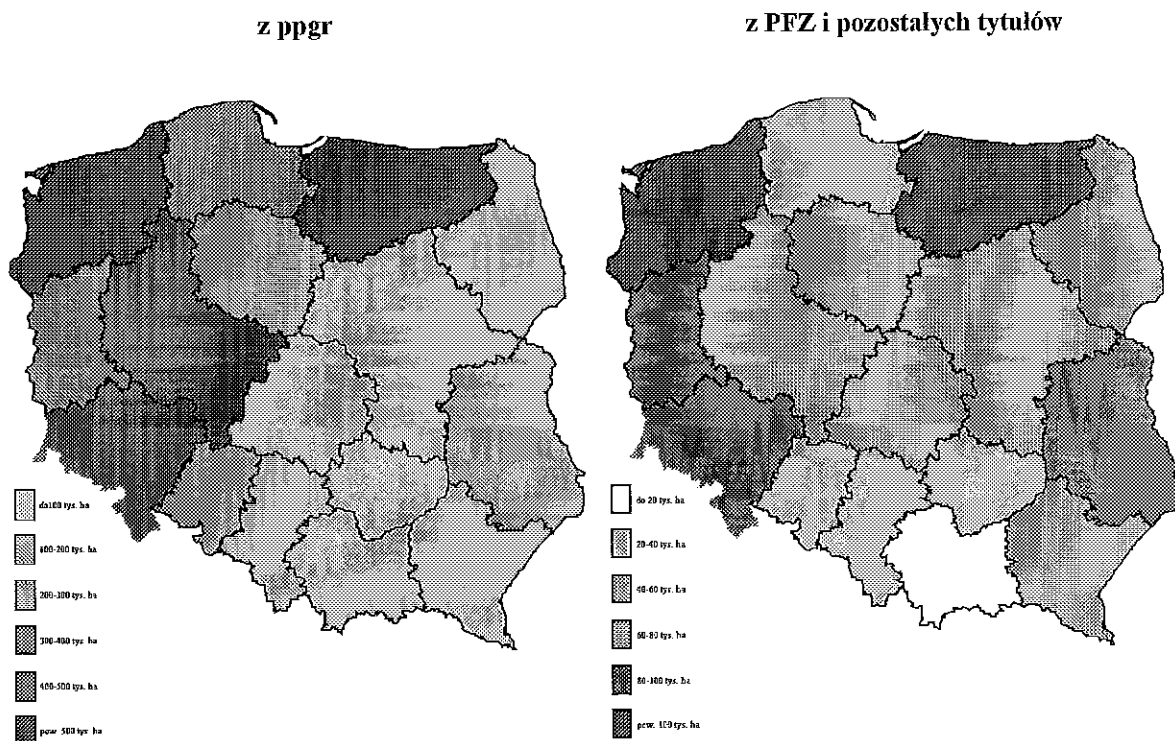 z ppgr
z PFZ i pozostałych tytułów
do100 tys. ha
100-200 tys. ha
200-300 tys. ha
300-400 tys. ha
400-500 tys. ha
pow. 500 tys. ha
do 20 tys. ha
20-40 tys. ha
40-60 tys. ha
60-80 tys. ha
80-100 tys. ha
pow. 100 tys. ha